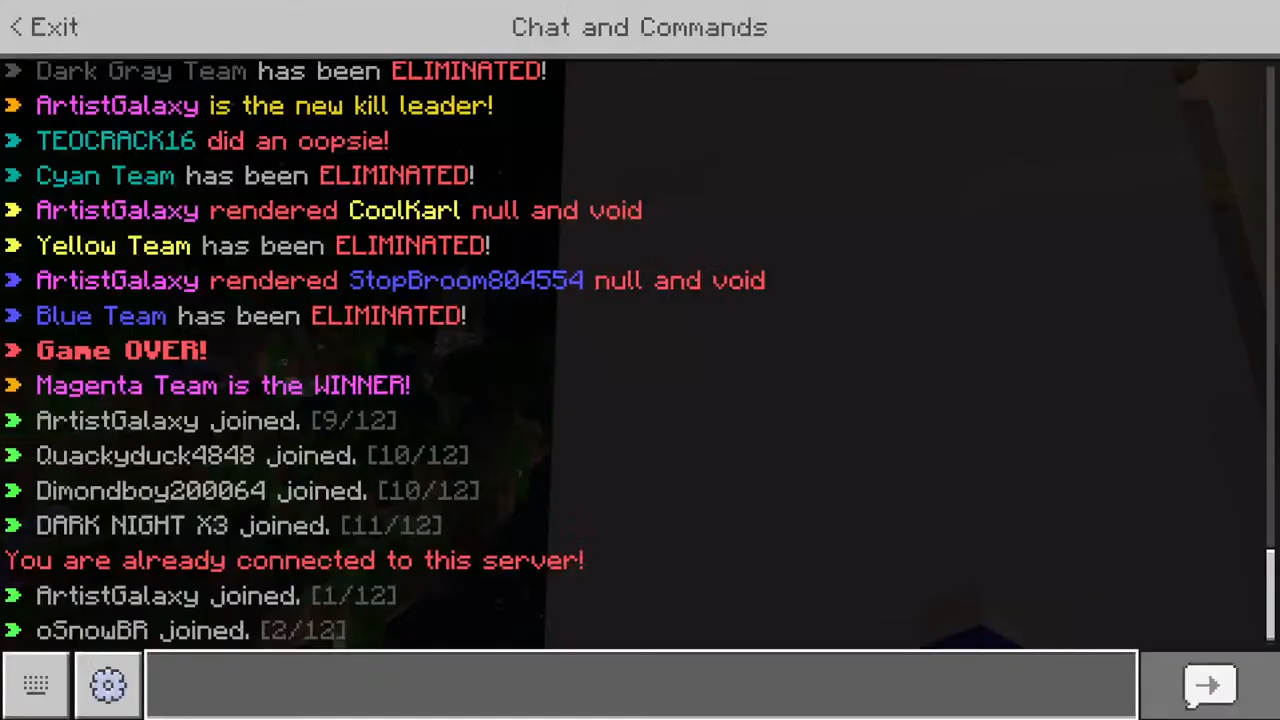 < Exit
Chat and Commands
Dark Gray Team has been ELIMINATED!
ArtistGalaxy is the new kill leader!
TEOCRACK16 did an oopsie!
Cyan Team has been ELIMINATED!
ArtistGalaxy rendered CoolKarl null and void
Yellow Team has been ELIMINATED!
ArtistGalaxy rendered StopBroom804554 null and void
Blue Team has been ELIMINATED!
Game OVER!
Magenta Team is the WINNER!
ArtistGalaxy joined. [9/12]
Quackyduck4848 joined. [10/12]
Dimondboy200064 joined. [10/12]
DARK NIGHT X3 joined. [11/12]
You are already connected to this server!
ArtistGalaxy joined. [1/12]
oSnowBR joined. [2/12]